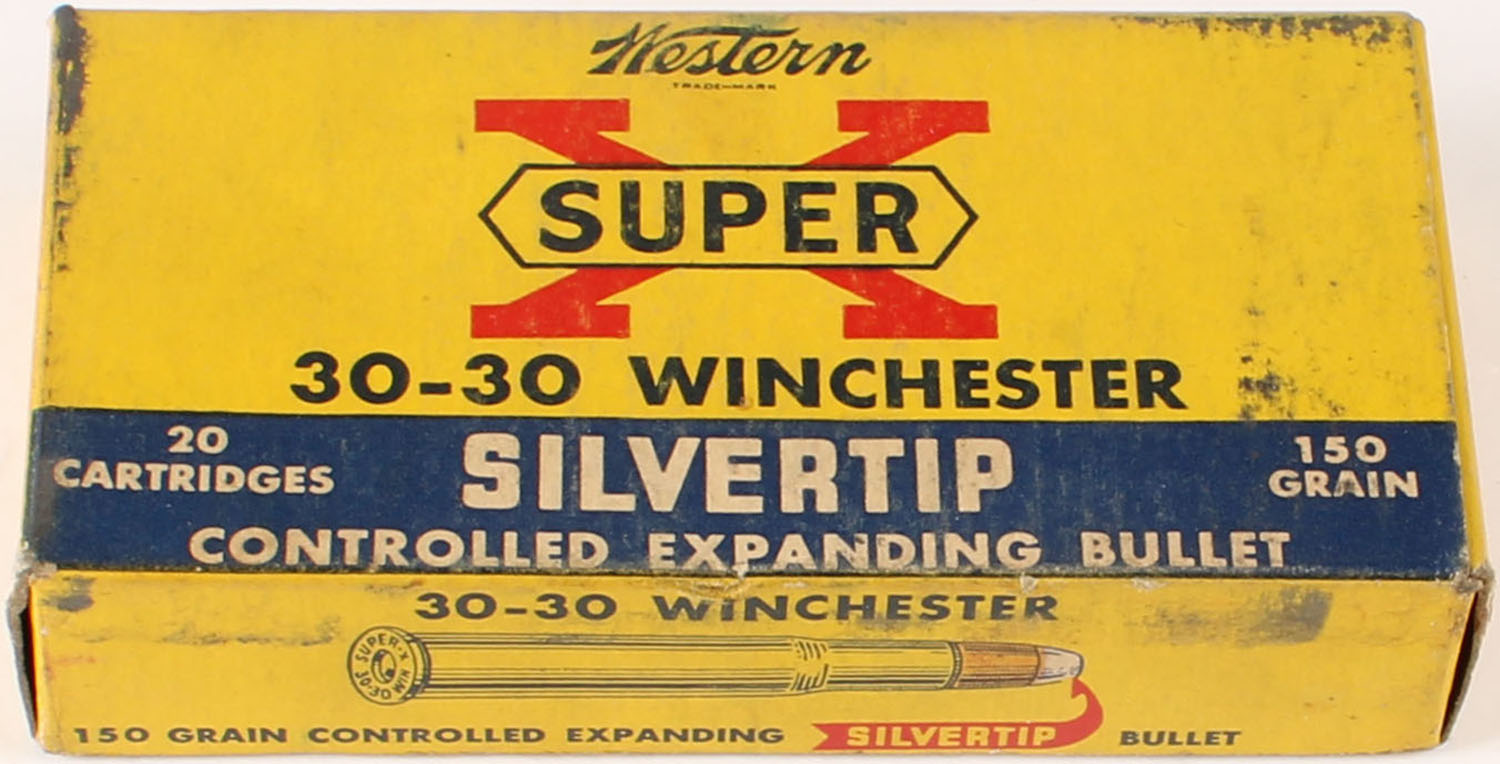 Western
TRADE-MARK
SUPER X
30-30 WINCHESTER
20
CARTRIDGES
SILVERTIP
150
GRAIN
CONTROLLED EXPANDING BULLET
30-30 WINCHESTER
SUPER-X
30-30 WIN
150 GRAIN CONTROLLED EXPANDING SILVERTIP BULLET